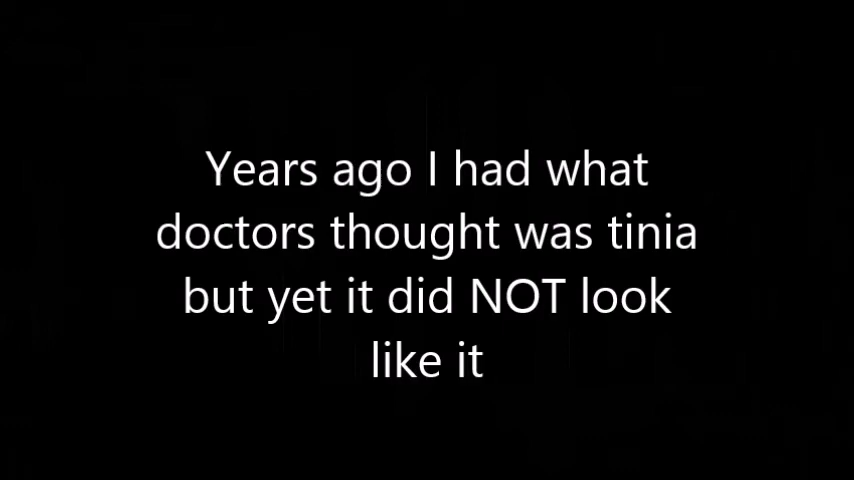 Years ago I had what
doctors thought was tinia
but yet it did NOT look
like it